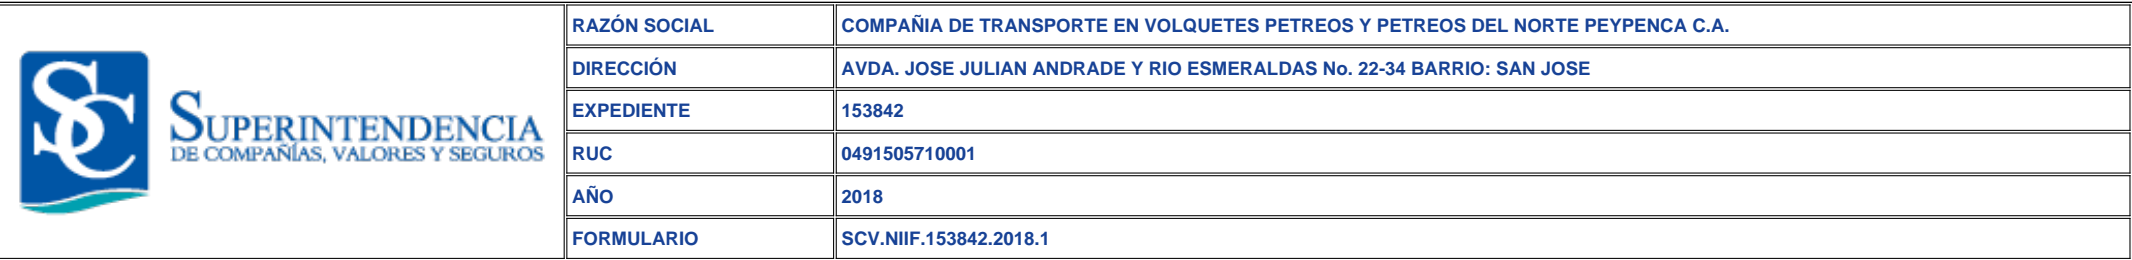 SC
SUPERINTENDENCIA
DE COMPAÑÍAS, VALORES Y SEGUROS
RAZÓN SOCIAL COMPAÑIA DE TRANSPORTE EN VOLQUETES PETREOS Y PETREOS DEL NORTE PEYPENCA C.A.
DIRECCIÓN AVDA. JOSE JULIAN ANDRADE Y RIO ESMERALDAS No. 22-34 BARRIO: SAN JOSE
EXPEDIENTE 153842
RUC 0491505710001
AÑO 2018
FORMULARIO SCV.NIIF.153842.2018.1